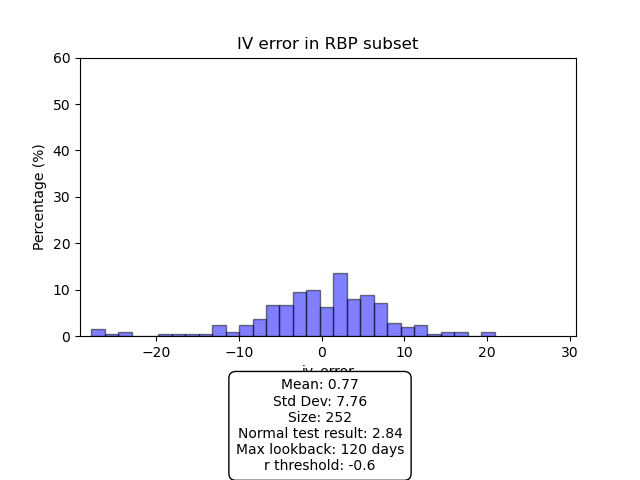 IV error in RBP subset
60
50
40
30
20
10
0
Percentage (%)
−20 −10 0 10 20 30
iv_error
Mean: 0.77
Std Dev: 7.76
Size: 252
Normal test result: 2.84
Max lookback: 120 days
r threshold: -0.6